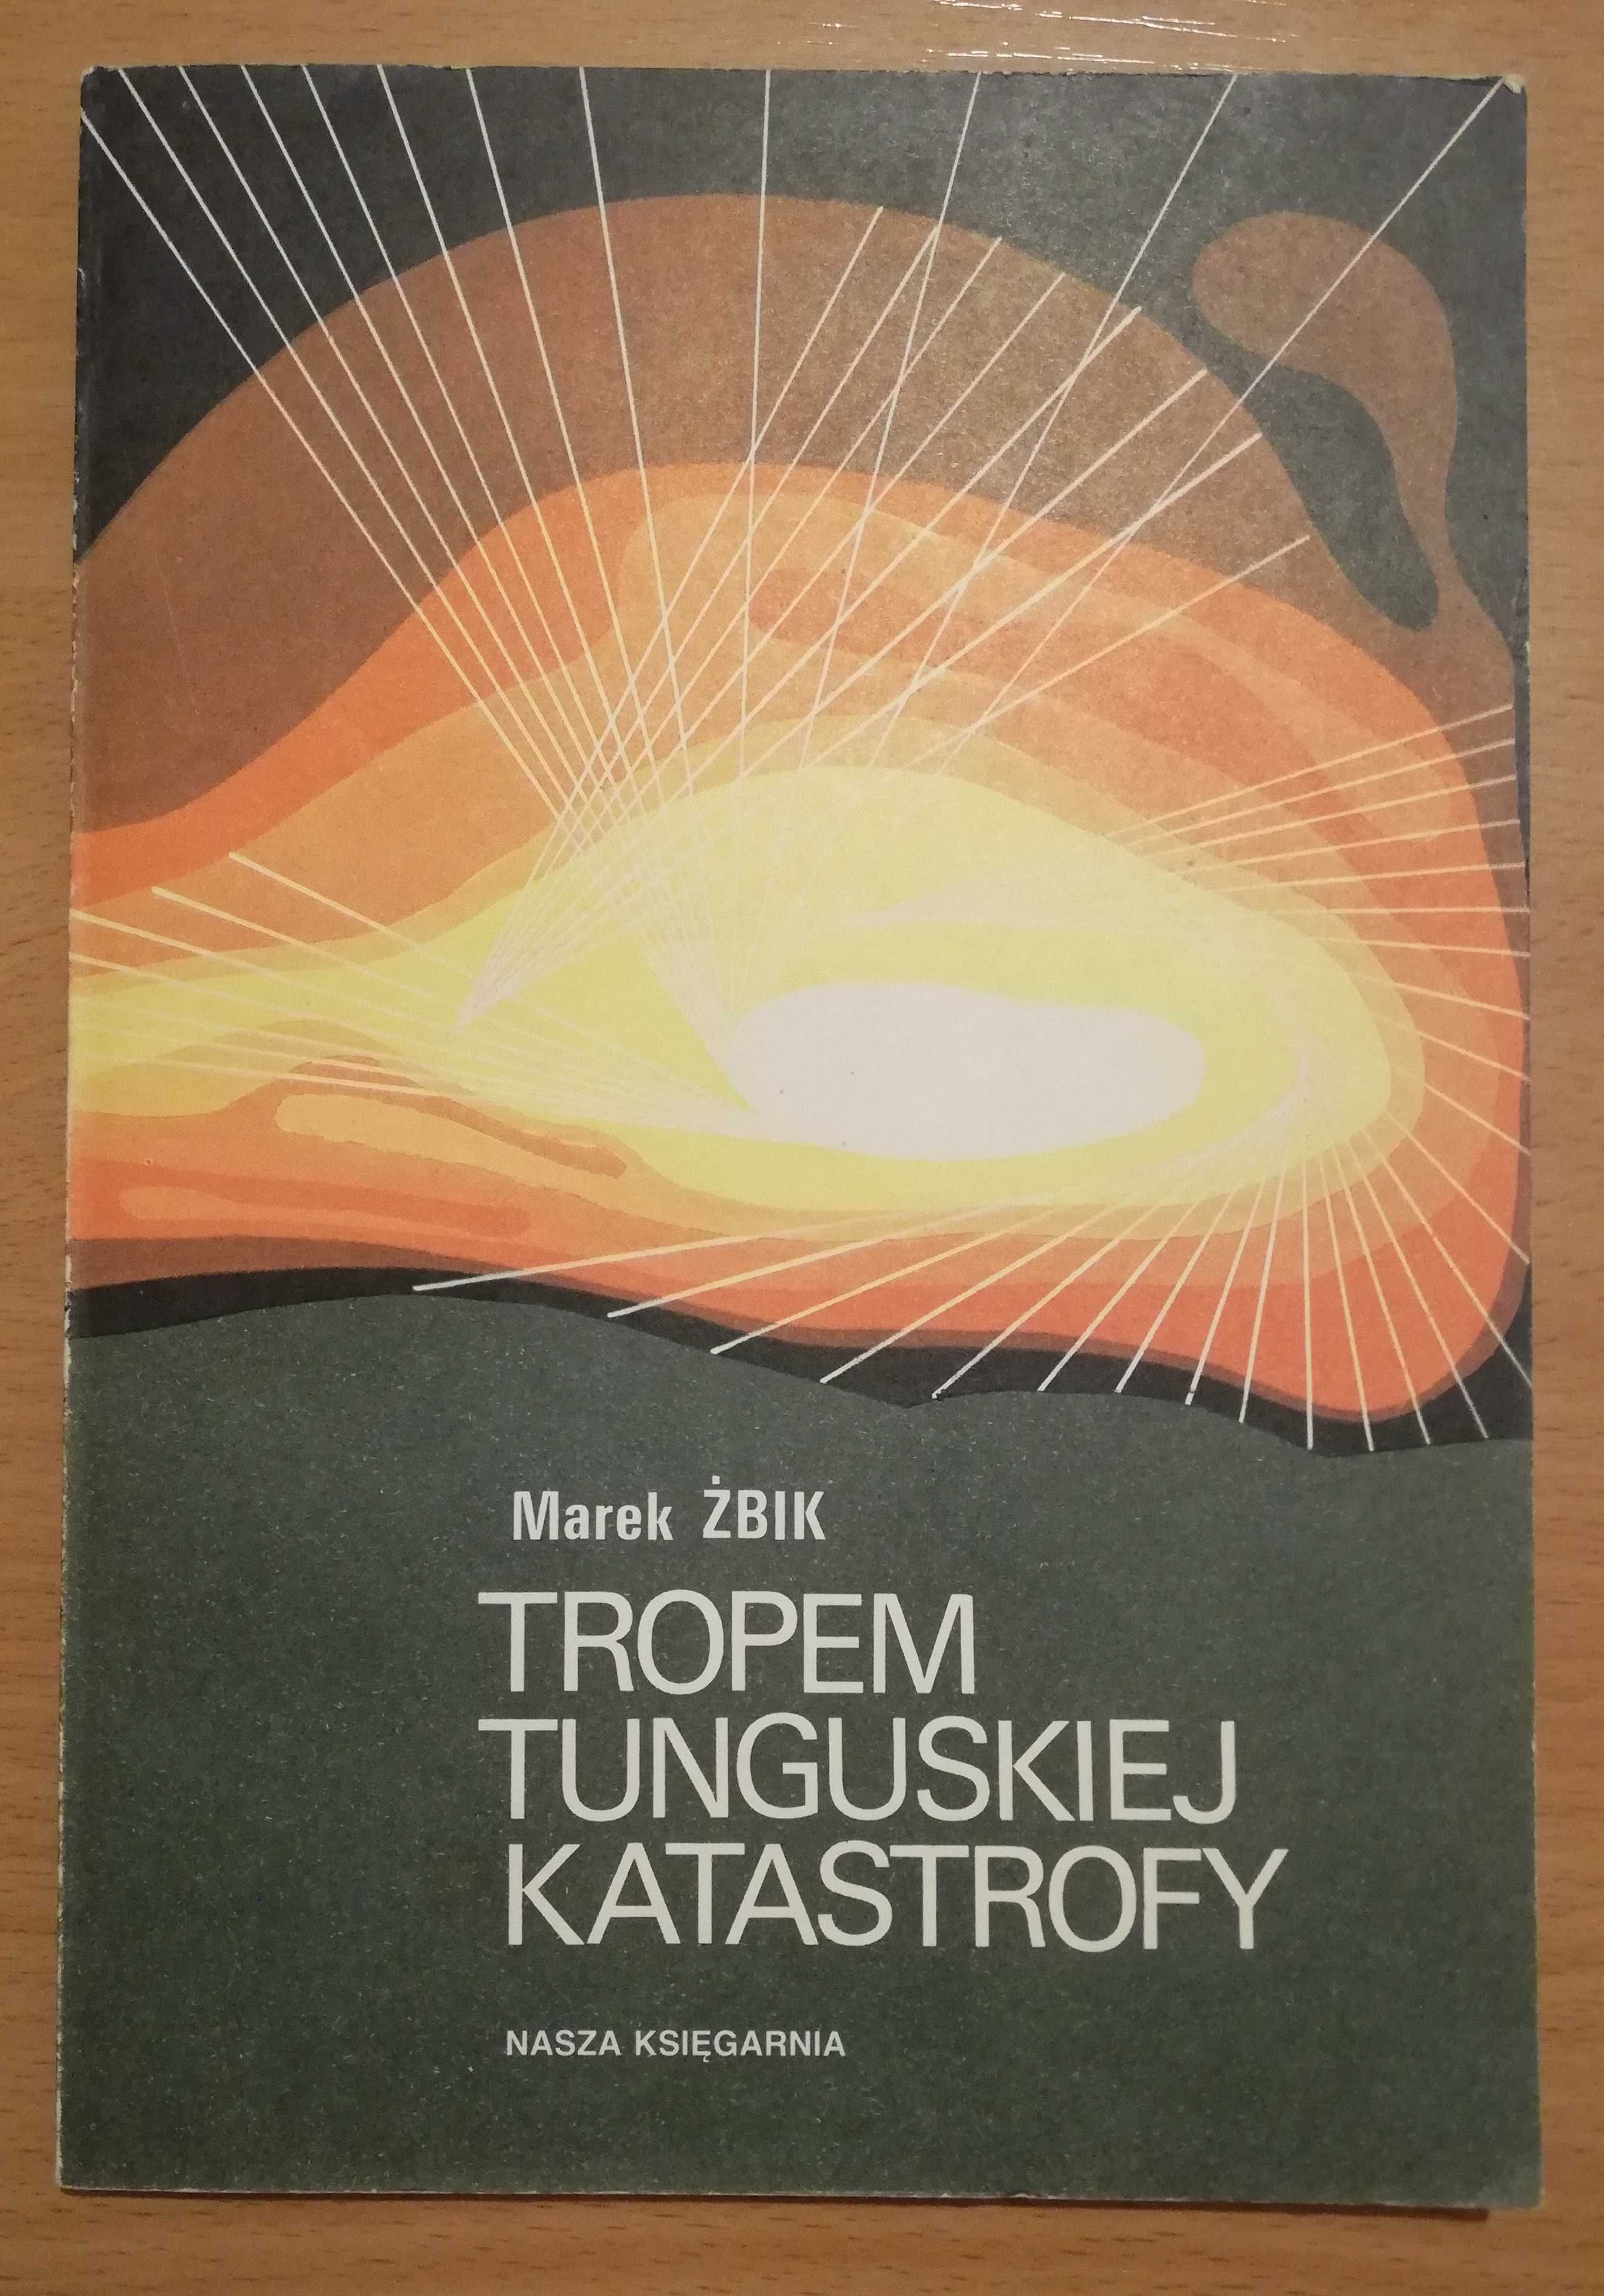 Marek ŻBIK
TROPEM
TUNGUSKIEJ
KATASTROFY
NASZA KSIĘGARNIA